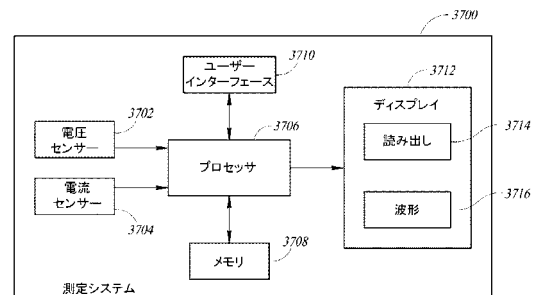 3700
3710
ユーザー
インターフェース
3712
ディスプレイ
3702
電圧
センサー
3706
プロセッサ
読み出し
3714
電流
センサー
3704
波形
3716
メモリ
3708
測定システム